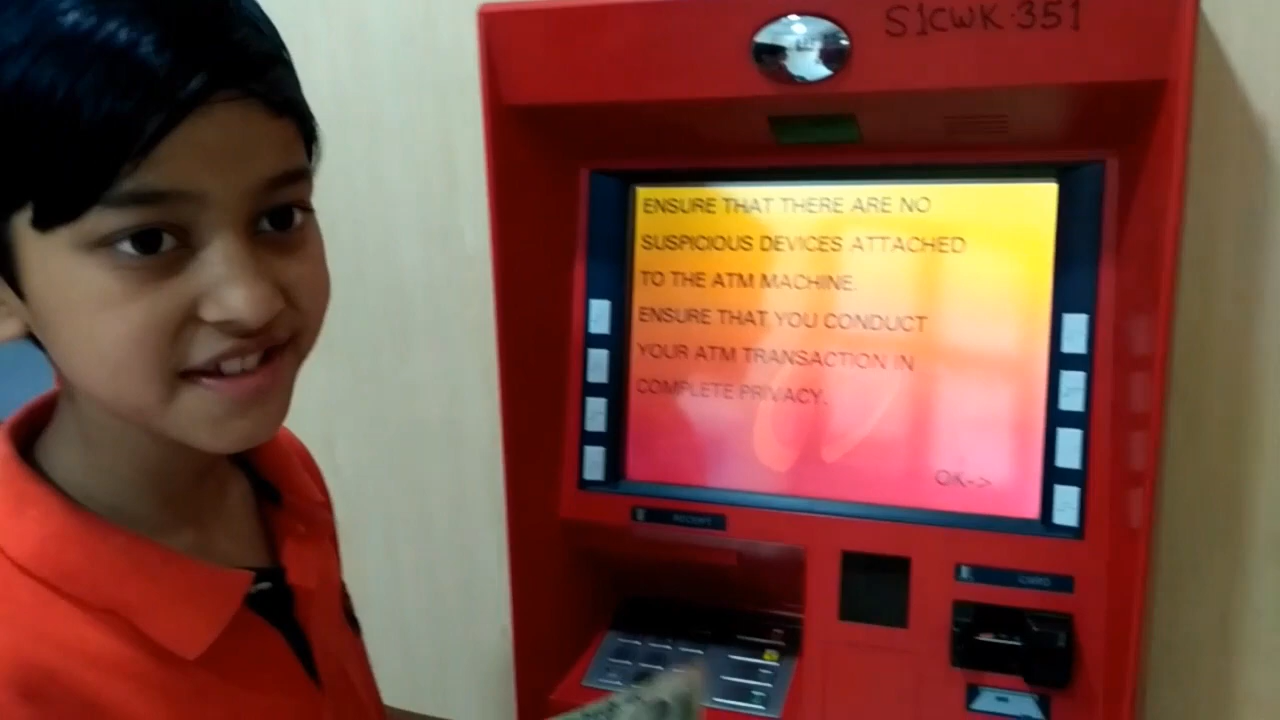 S1CWK-351
ENSURE THAT THERE ARE NO
SUSPICIOUS DEVICES ATTACHED
TO THE ATM MACHINE.
ENSURE THAT YOU CONDUCT
YOUR ATM TRANSACTION IN
COMPLETE PRIVACY.
OK->
RECEIPT
CARD